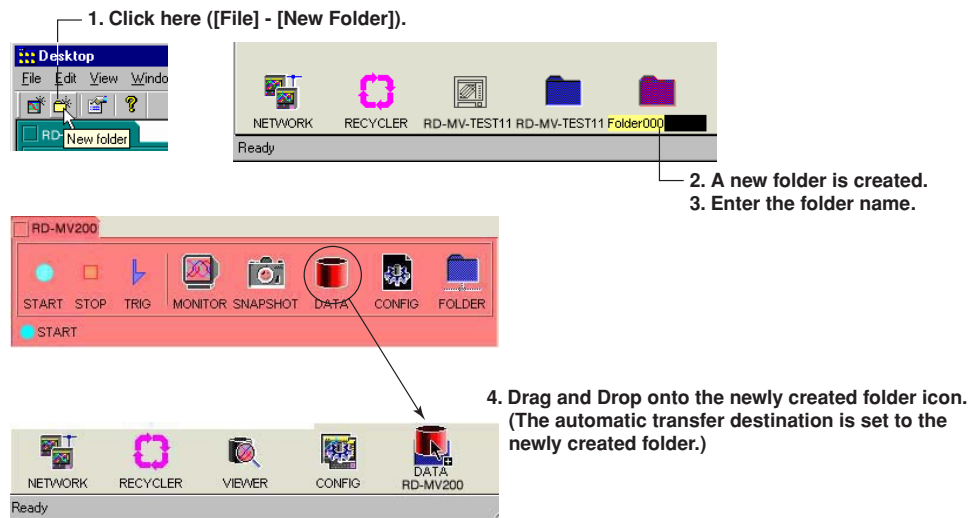 1. Click here ([File] - [New Folder]).
Desktop
File Edit View Windo
RD-
New folder
NETWORK RECYCLER RD-MV-TEST11 RD-MV-TEST11 Folder000
Ready
2. A new folder is created.
3. Enter the folder name.
RD-MV200
START STOP TRIG MONITOR SNAPSHOT DATA CONFIG FOLDER
START
4. Drag and Drop onto the newly created folder icon.
(The automatic transfer destination is set to the
newly created folder.)
NETWORK RECYCLER VIEWER CONFIG DATA
RD-MV200
Ready